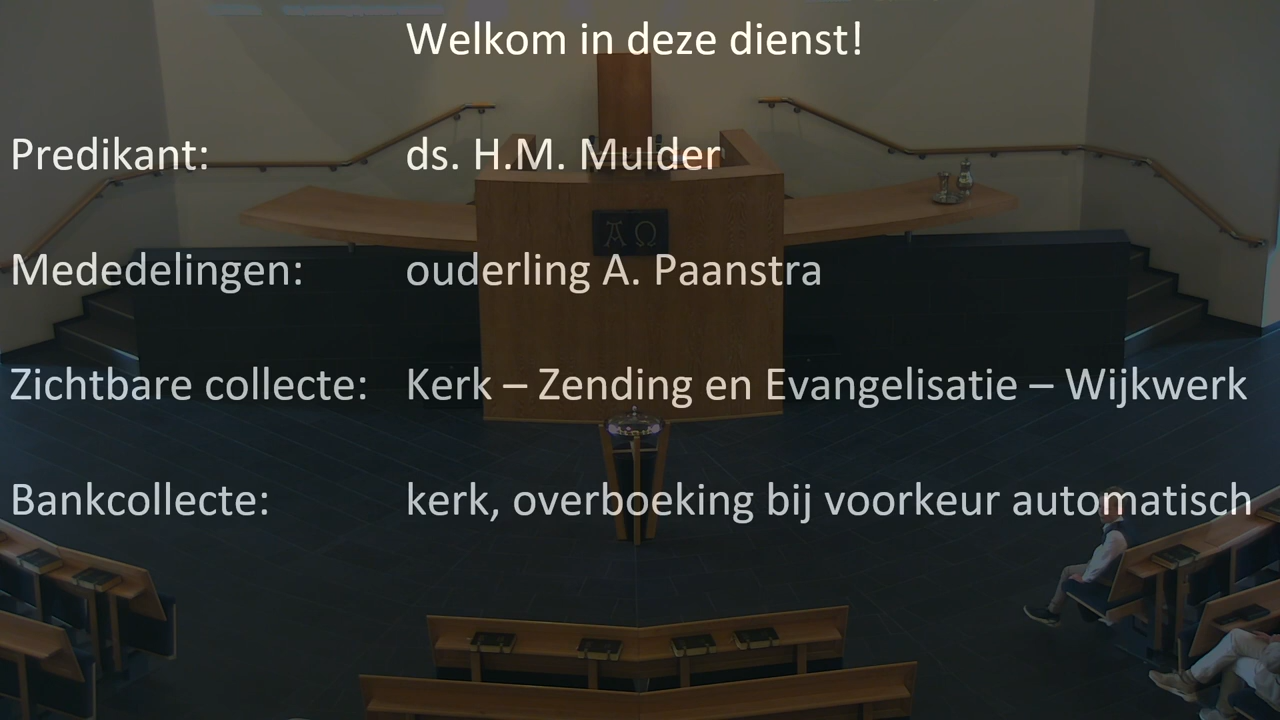 Welkom in deze dienst!
Predikant: ds. H.M. Mulder
Mededelingen: ouderling A. Paanstra
Zichtbare collecte: Kerk – Zending en Evangelisatie – Wijkwerk
Bankcollecte: kerk, overboeking bij voorkeur automatisch
Α Ω